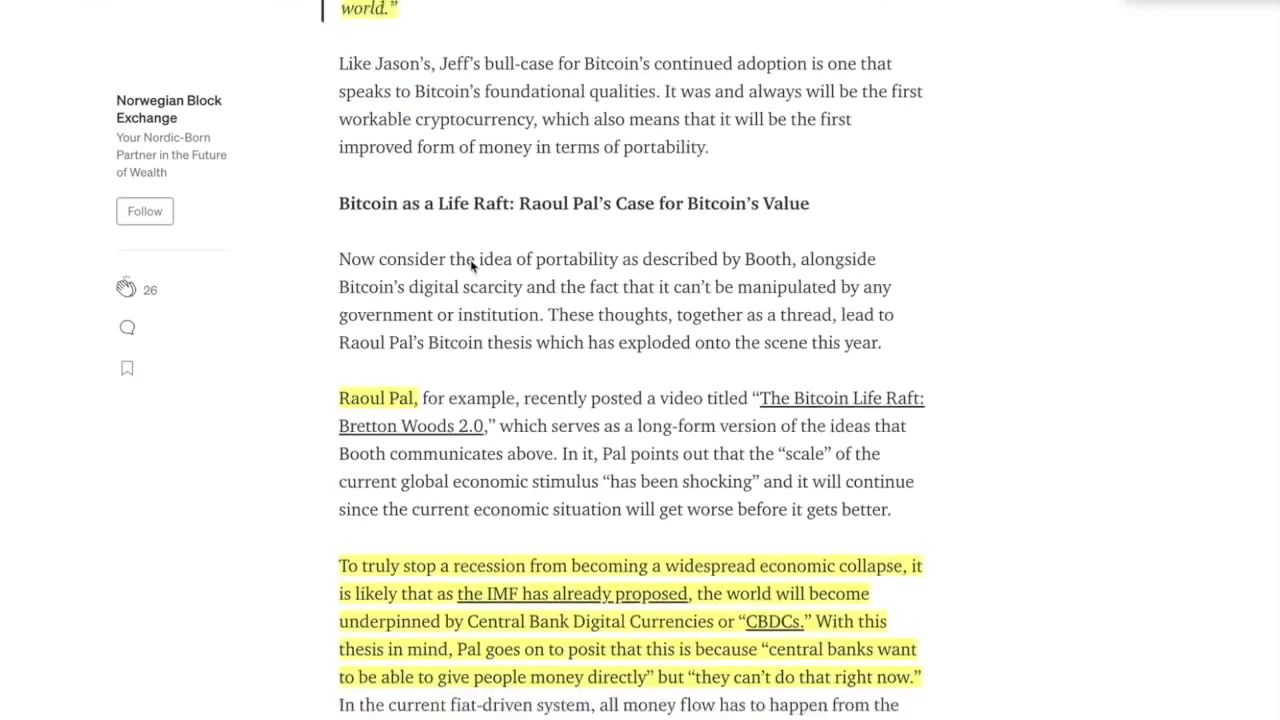 world.”
Like Jason’s, Jeff’s bull-case for Bitcoin’s continued adoption is one that
speaks to Bitcoin’s foundational qualities. It was and always will be the first
workable cryptocurrency, which also means that it will be the first
improved form of money in terms of portability.
Norwegian Block
Exchange
Your Nordic-Born
Partner in the Future
of Wealth
Follow
26
Bitcoin as a Life Raft: Raoul Pal’s Case for Bitcoin’s Value
Now consider the idea of portability as described by Booth, alongside
Bitcoin’s digital scarcity and the fact that it can’t be manipulated by any
government or institution. These thoughts, together as a thread, lead to
Raoul Pal’s Bitcoin thesis which has exploded onto the scene this year.
Raoul Pal, for example, recently posted a video titled “The Bitcoin Life Raft:
Bretton Woods 2.0,” which serves as a long-form version of the ideas that
Booth communicates above. In it, Pal points out that the “scale” of the
current global economic stimulus “has been shocking” and it will continue
since the current economic situation will get worse before it gets better.
To truly stop a recession from becoming a widespread economic collapse, it
is likely that as the IMF has already proposed, the world will become
underpinned by Central Bank Digital Currencies or “CBDCs.” With this
thesis in mind, Pal goes on to posit that this is because “central banks want
to be able to give people money directly” but “they can’t do that right now.”
In the current fiat-driven system, all money flow has to happen from the